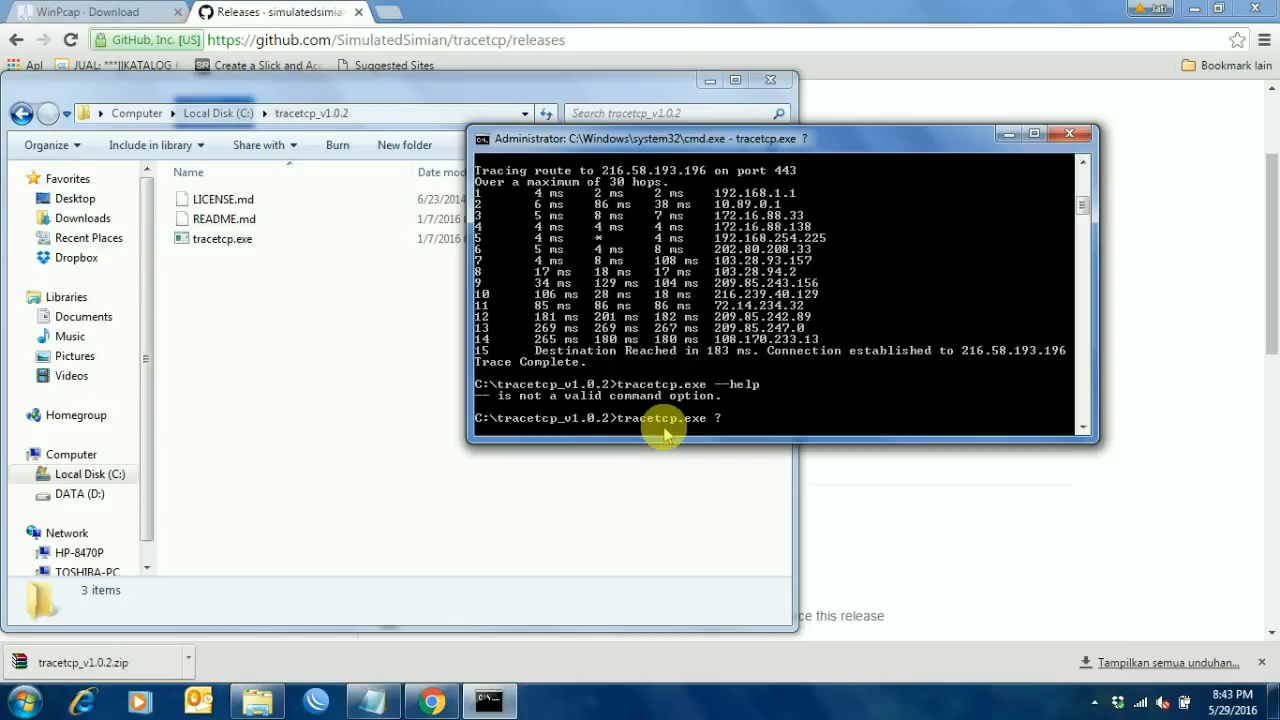 WinPcap - Download
Releases - simulatedsimia
Jati
GitHub, Inc. [US]
https://github.com/SimulatedSimian/tracetcp/releases
Apl
JUAL: ***||KATALOG
SR
Create a Slick and Ac
Suggested Sites
Bookmark lain
Computer
Local Disk (C:)
tracetcp_v1.0.2
Search tracetcp_v1.0.2
Organize
Include in library
Share with
Burn
New folder
Favorites
Desktop
Downloads
Recent Places
Dropbox
Libraries
Documents
Music
Pictures
Videos
Homegroup
Computer
Local Disk (C:)
DATA (D:)
Network
HP-8470P
TOSHIBA-PC
Name
Date mod
LICENSE.md
6/23/2014
README.md
1/7/2016
tracetcp.exe
1/7/2016
3 items
Administrator: C:\Windows\system32\cmd.exe - tracetcp.exe ?
Tracing route to 216.58.193.196 on port 443
Over a maximum of 30 hops.
1 4 ms 2 ms 2 ms 192.168.1.1
2 6 ms 86 ms 38 ms 10.89.0.1
3 5 ms 8 ms 7 ms 172.16.88.33
4 4 ms 4 ms 4 ms 172.16.88.138
5 4 ms * 4 ms 192.168.254.225
6 5 ms 4 ms 8 ms 202.80.208.33
7 4 ms 8 ms 108 ms 103.28.93.157
8 17 ms 18 ms 17 ms 103.28.94.2
9 34 ms 129 ms 104 ms 209.85.243.156
10 106 ms 28 ms 18 ms 216.239.40.129
11 85 ms 86 ms 86 ms 72.14.234.32
12 181 ms 201 ms 182 ms 209.85.242.89
13 269 ms 269 ms 267 ms 209.85.247.0
14 265 ms 180 ms 180 ms 108.170.233.13
15 Destination Reached in 183 ms. Connection established to 216.58.193.196
Trace Complete.
C:\tracetcp_v1.0.2>tracetcp.exe --help
-- is not a valid command option.
C:\tracetcp_v1.0.2>tracetcp.exe ?
ce this release
tracetcp_v1.0.2.zip
Tampilkan semua unduhan...
8:43 PM
5/29/2016